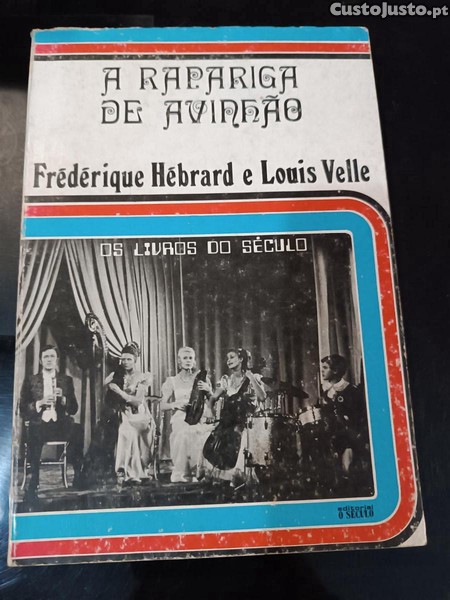 CustoJusto.pt
A RAPARIGA
DE AVINHÃO
Frédérique Hébrard e Louis Velle
OS LIVROS DO SÉCULO
editorial
O SÉCULO